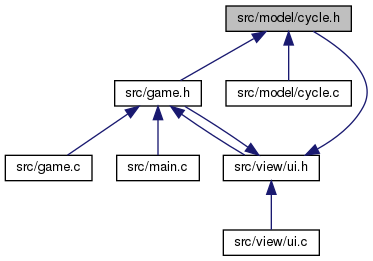 src/model/cycle.h
src/game.h
src/model/cycle.c
src/game.c
src/main.c
src/view/ui.h
src/view/ui.c